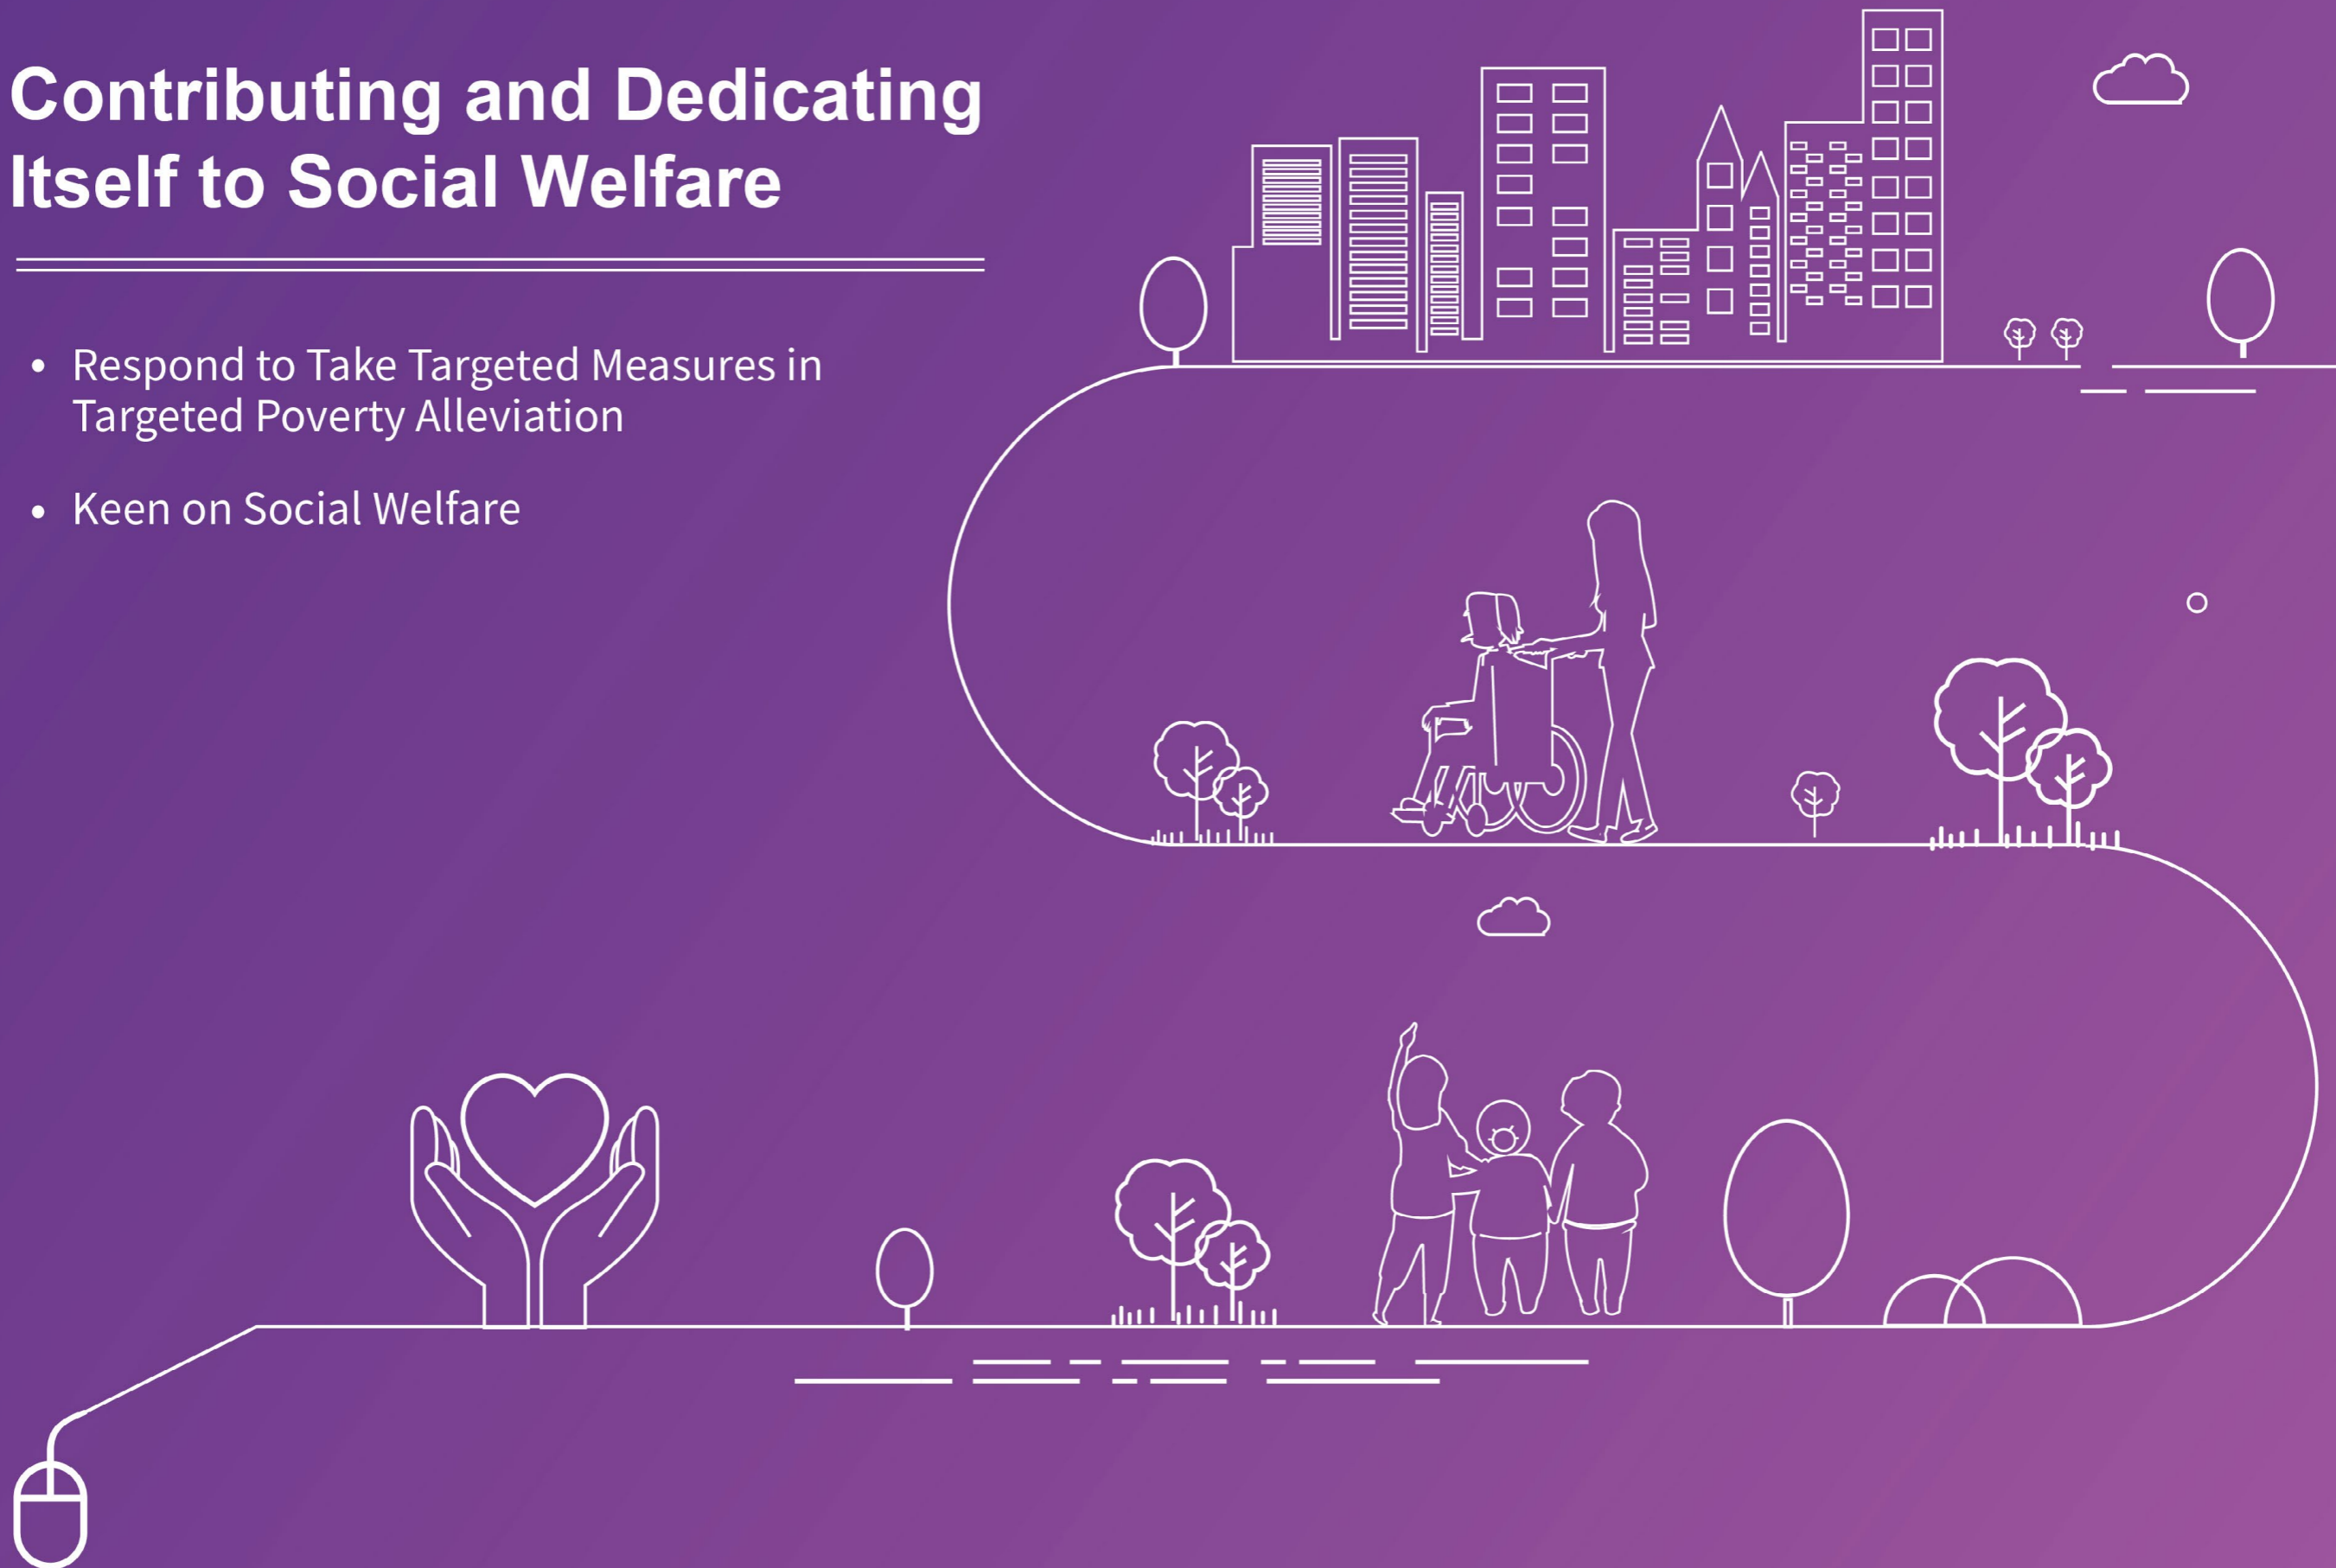 Contributing and Dedicating
Itself to Social Welfare
• Respond to Take Targeted Measures in
Targeted Poverty Alleviation
• Keen on Social Welfare